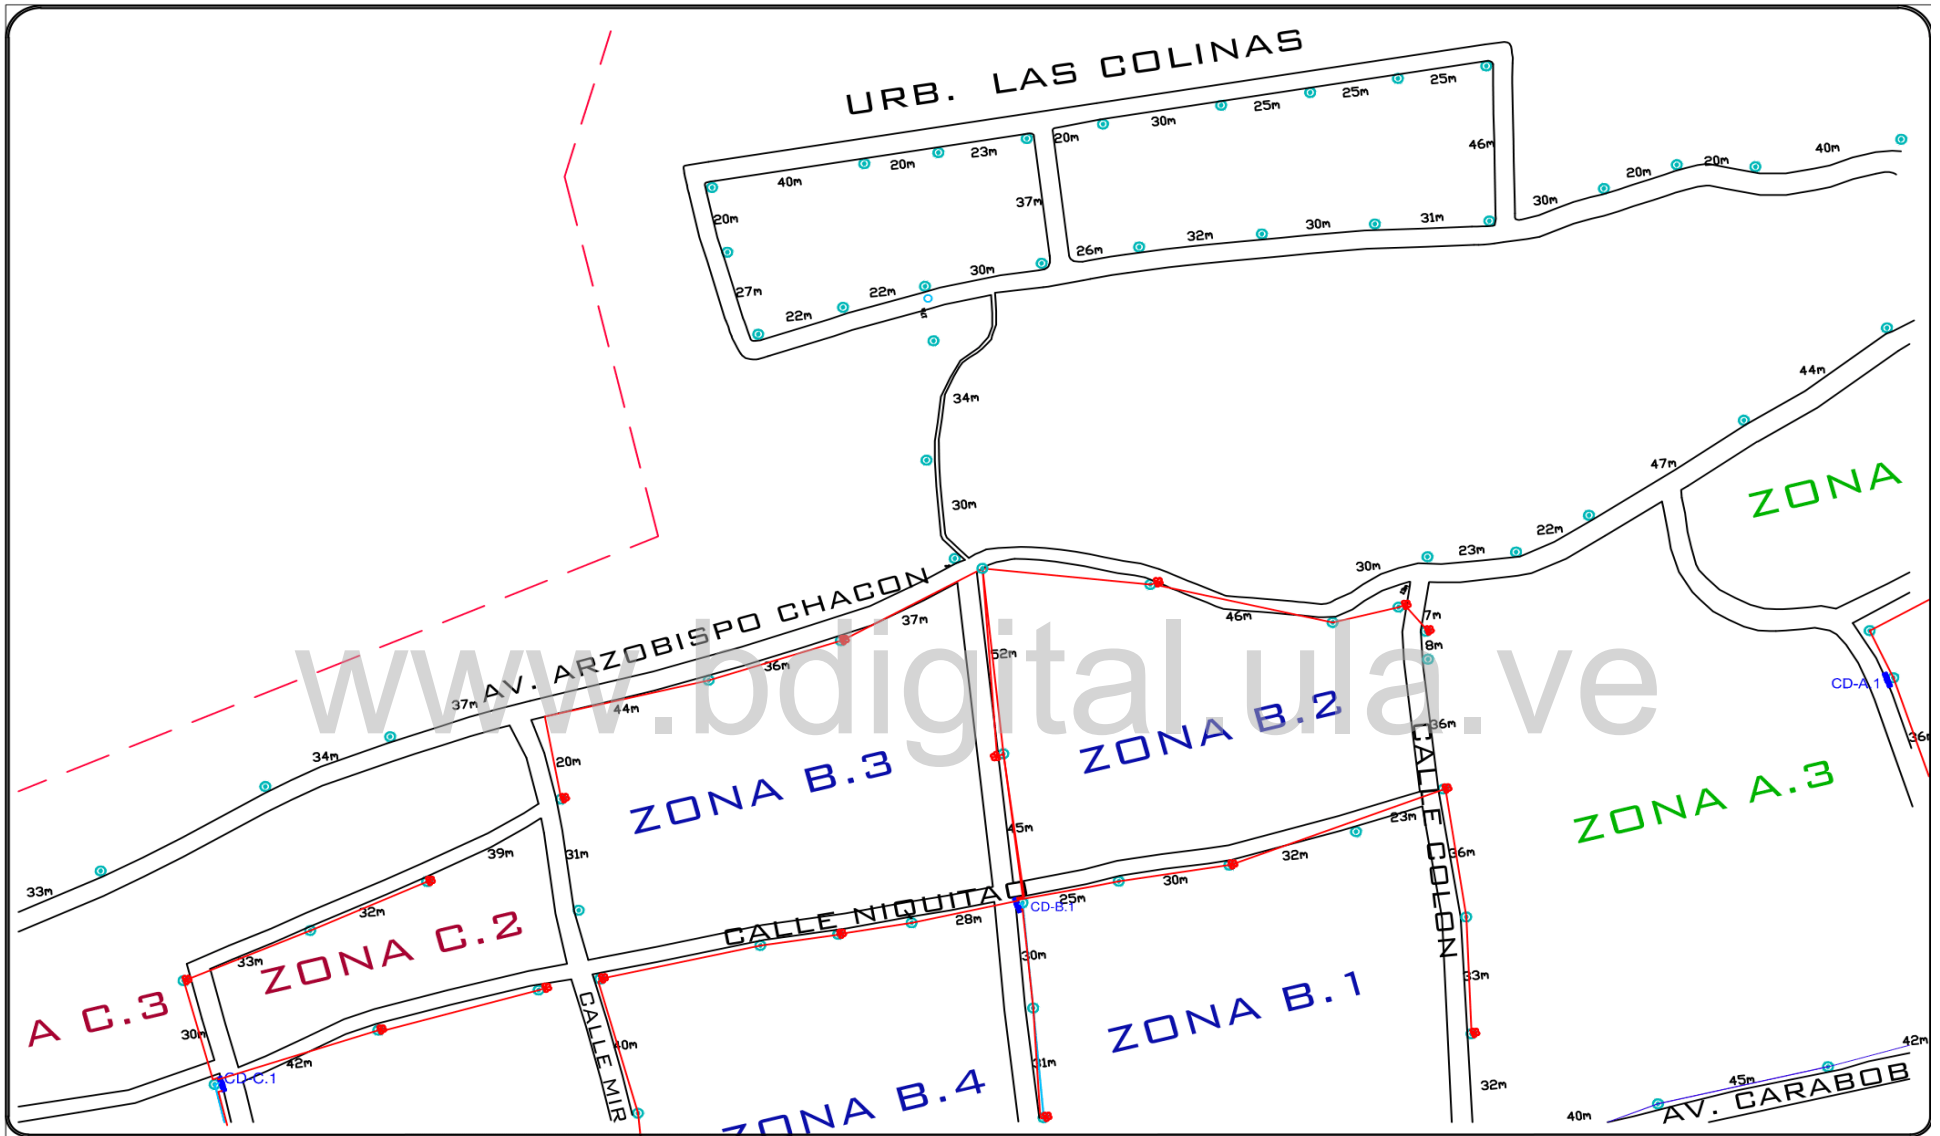 URB. LAS COLINAS
25m
25m
25m
30m
20m
46m
40m
23m
20m
40m
20m
20m
30m
20m
37m
31m
30m
32m
26m
30m
27m
22m
22m
44m
34m
47m
30m
22m
23m
30m
ZONA
AV. ARZOBISPO CHACON
37m
46m
7m
8m
www.bdigital.ula.ve
52m
36m
44m
37m
34m
CD-A.1
36m
ZONA B.2
36m
CALLE COLON
20m
ZONA B.3
ZONA A.3
45m
23m
32m
31m
39m
36m
33m
30m
25m
CD-B.1
CALLE NIQUITAO
28m
32m
ZONA C.2
33m
30m
33m
ZONA B.1
A C.3
30m
42m
CD-C.1
CALLE MIR
40m
31m
ZONA B.4
32m
42m
45m
AV. CARABOB
40m